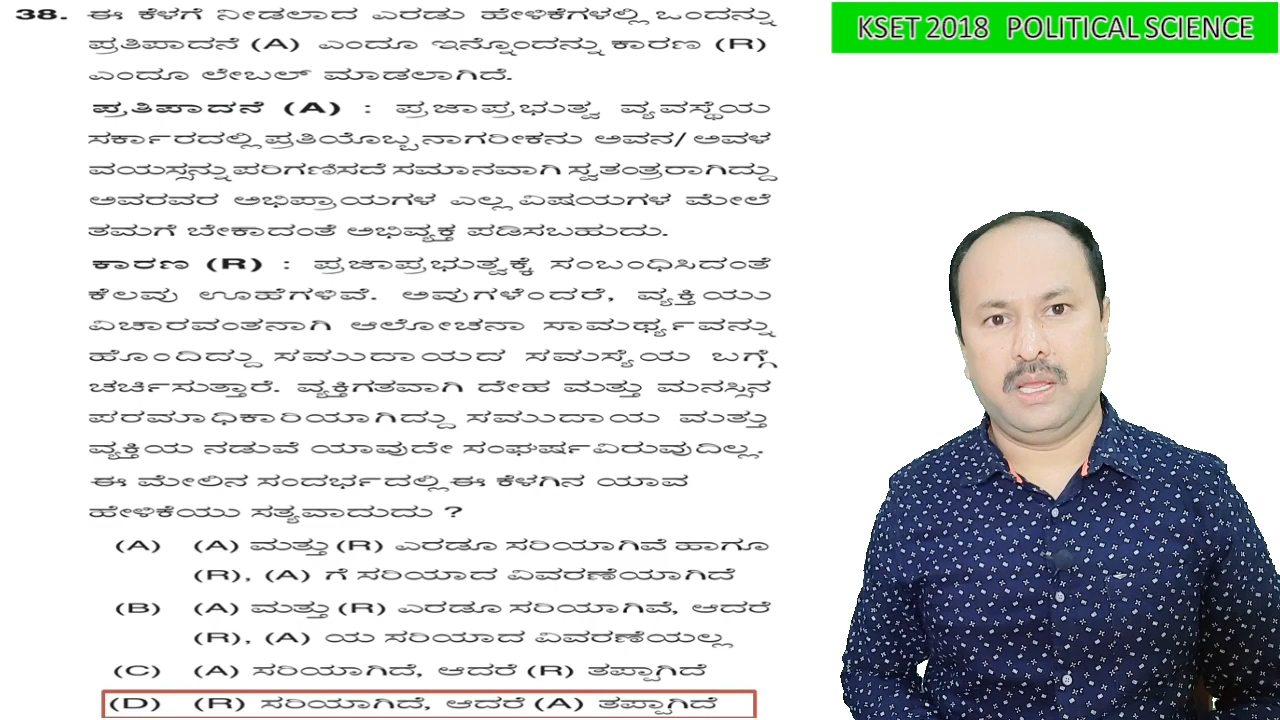 38. ಈ ಕೆಳಗೆ ನೀಡಲಾದ ಎರಡು ಹೇಳಿಕೆಗಳಲ್ಲಿ ಒಂದನ್ನು
ಪ್ರತಿಪಾದನೆ (A) ಎಂದೂ ಇನ್ನೊಂದನ್ನು ಕಾರಣ (R)
ಎಂದೂ ಲೇಬಲ್ ಮಾಡಲಾಗಿದೆ.
ಪ್ರತಿಪಾದನೆ (A) : ಪ್ರಜಾಪ್ರಭುತ್ವ ವ್ಯವಸ್ಥೆಯ
ಸರ್ಕಾರದಲ್ಲಿ ಪ್ರತಿಯೊಬ್ಬ ನಾಗರೀಕನು ಅವನ/ಅವಳ
ವಯಸ್ಸನ್ನು ಪರಿಗಣಿಸದೆ ಸಮಾನವಾಗಿ ಸ್ವತಂತ್ರರಾಗಿದ್ದು
ಅವರವರ ಅಭಿಪ್ರಾಯಗಳ ಎಲ್ಲ ವಿಷಯಗಳ ಮೇಲೆ
ತಮಗೆ ಬೇಕಾದಂತೆ ಅಭಿವ್ಯಕ್ತ ಪಡಿಸಬಹುದು.
ಕಾರಣ (R) : ಪ್ರಜಾಪ್ರಭುತ್ವಕ್ಕೆ ಸಂಬಂಧಿಸಿದಂತೆ
ಕೆಲವು ಊಹೆಗಳಿವೆ. ಅವುಗಳೆಂದರೆ, ವ್ಯಕ್ತಿಯು
ವಿಚಾರವಂತನಾಗಿ ಆಲೋಚನಾ ಸಾಮರ್ಥ್ಯವನ್ನು
ಹೊಂದಿದ್ದು ಸಮುದಾಯದ ಸಮಸ್ಯೆಯ ಬಗ್ಗೆ
ಚರ್ಚಿಸುತ್ತಾರೆ. ವ್ಯಕ್ತಿಗತವಾಗಿ ದೇಹ ಮತ್ತು ಮನಸ್ಸಿನ
ಪರಮಾಧಿಕಾರಿಯಾಗಿದ್ದು ಸಮುದಾಯ ಮತ್ತು
ವ್ಯಕ್ತಿಯ ನಡುವೆ ಯಾವುದೇ ಸಂಘರ್ಷವಿರುವುದಿಲ್ಲ.
ಈ ಮೇಲಿನ ಸಂದರ್ಭದಲ್ಲಿ ಈ ಕೆಳಗಿನ ಯಾವ
ಹೇಳಿಕೆಯು ಸತ್ಯವಾದುದು ?
(A) (A) ಮತ್ತು (R) ಎರಡೂ ಸರಿಯಾಗಿವೆ ಹಾಗೂ
(R), (A) ಗೆ ಸರಿಯಾದ ವಿವರಣೆಯಾಗಿದೆ
(B) (A) ಮತ್ತು (R) ಎರಡೂ ಸರಿಯಾಗಿವೆ, ಆದರೆ
(R), (A) ಯ ಸರಿಯಾದ ವಿವರಣೆಯಲ್ಲ
(C) (A) ಸರಿಯಾಗಿದೆ, ಆದರೆ (R) ತಪ್ಪಾಗಿದೆ
(D) (R) ಸರಿಯಾಗಿದೆ, ಆದರೆ (A) ತಪ್ಪಾಗಿದೆ
KSET 2018 POLITICAL SCIENCE